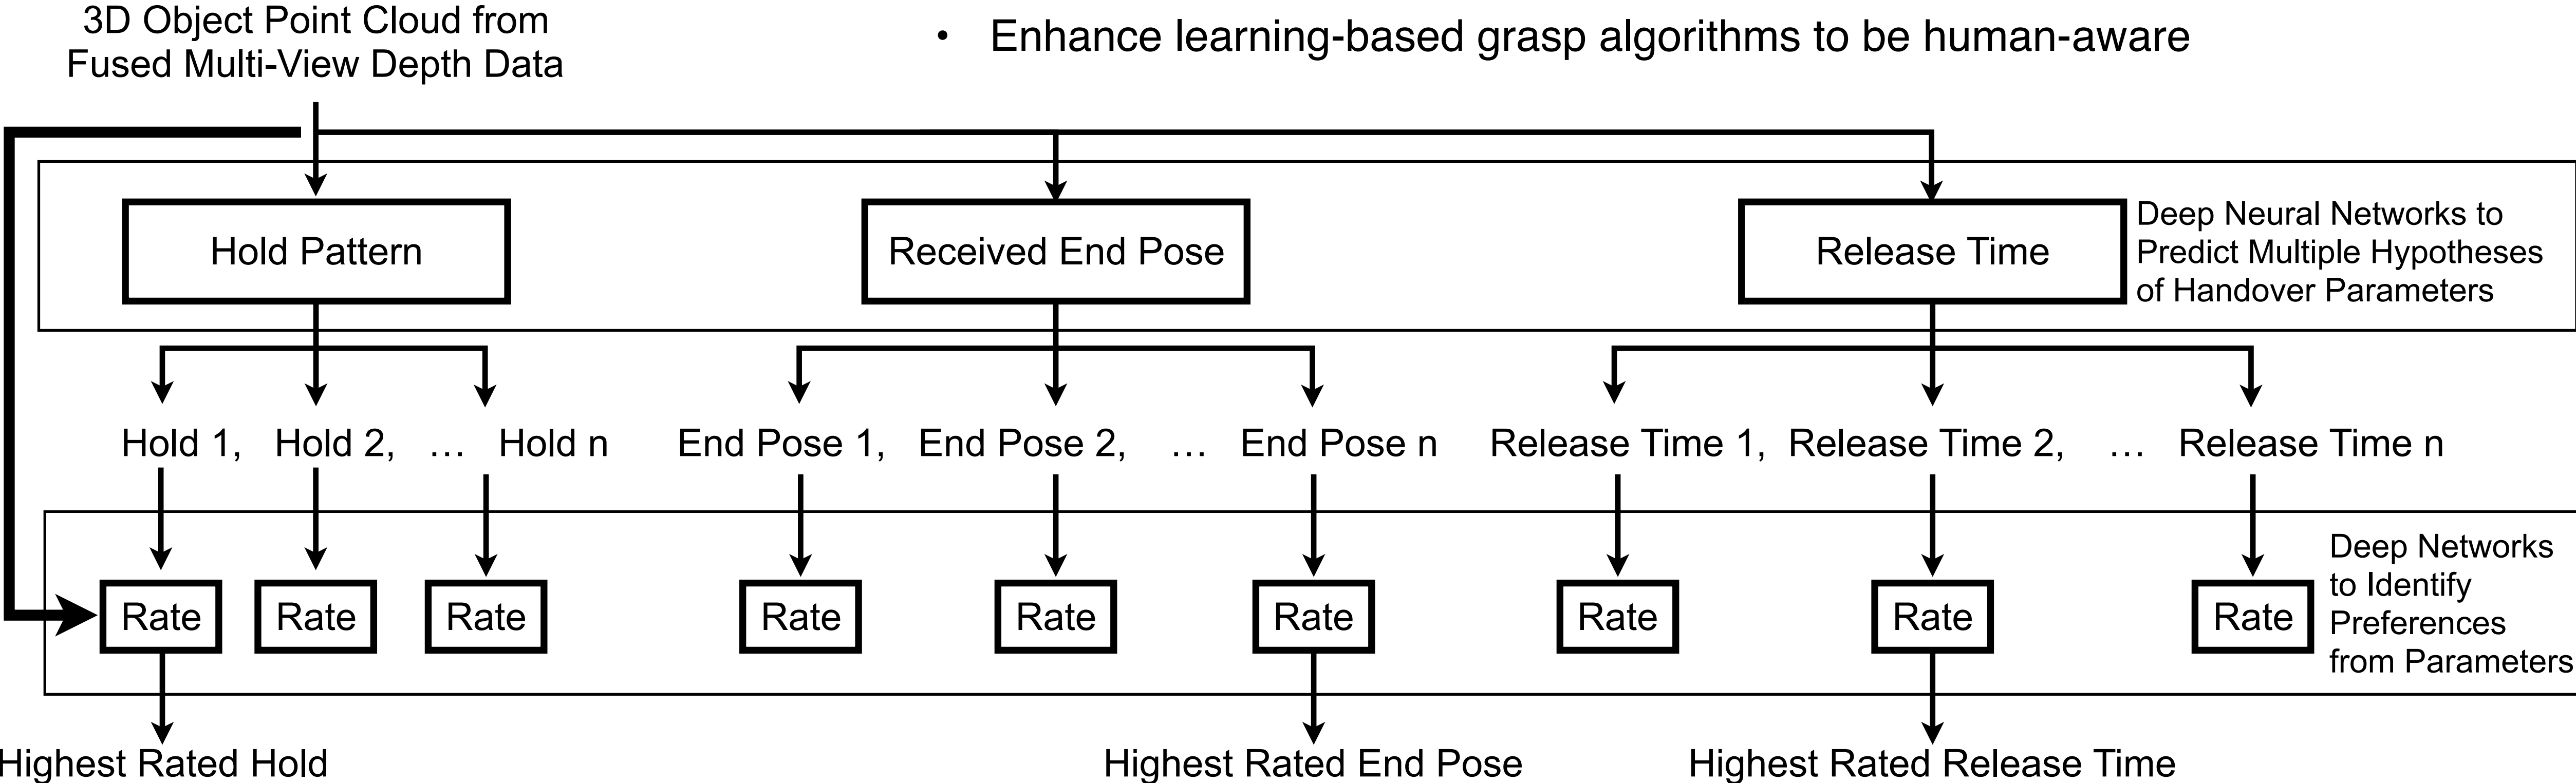 3D Object Point Cloud from
Fused Multi-View Depth Data
• Enhance learning-based grasp algorithms to be human-aware
Hold Pattern
Received End Pose
Release Time
Deep Neural Networks to
Predict Multiple Hypotheses
of Handover Parameters
Hold 1, Hold 2, … Hold n
End Pose 1, End Pose 2, … End Pose n
Release Time 1, Release Time 2, … Release Time n
Rate Rate Rate
Rate Rate Rate
Rate Rate Rate
Deep Networks
to Identify
Preferences
from Parameters
Highest Rated Hold
Highest Rated End Pose
Highest Rated Release Time